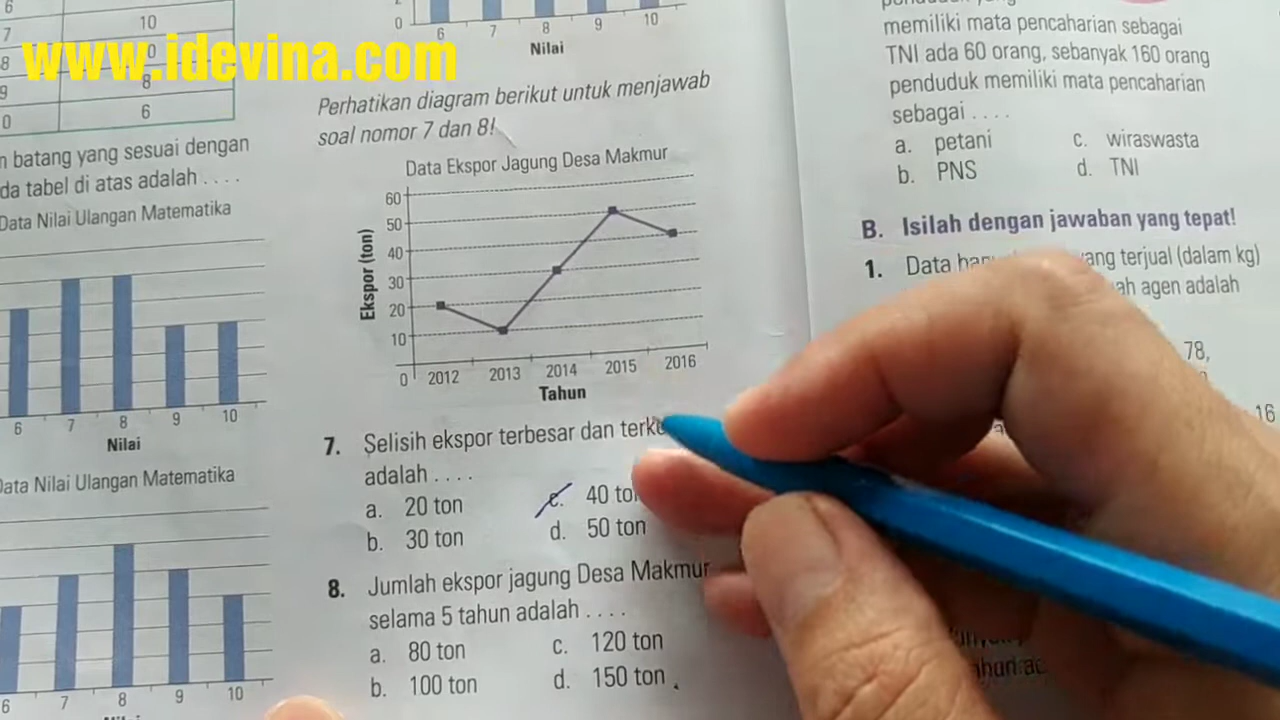 www.idevina.com
6
7
8
9
0
10
0
8
6
n batang yang sesuai dengan
da tabel di atas adalah . . . .
Data Nilai Ulangan Matematika
6 7 8 9 10
Nilai
Data Nilai Ulangan Matematika
6 7 8 9 10
0
6 7 8 9 10
Nilai
Perhatikan diagram berikut untuk menjawab
soal nomor 7 dan 8!
Data Ekspor Jagung Desa Makmur
Ekspor (ton)
60
50
40
30
20
10
0
2012 2013 2014 2015 2016
Tahun
7. Selisih ekspor terbesar dan
adalah . . . .
a. 20 ton
b. 30 ton
c. 40
d. 50 ton
8. Jumlah ekspor jagung Desa Makmur
selama 5 tahun adalah . . . .
a. 80 ton
b. 100 ton
c. 120 ton
d. 150 ton
memiliki mata pencaharian sebagai
TNI ada 60 orang, sebanyak 160 orang
penduduk memiliki mata pencaharian
sebagai . . . .
a. petani
b. PNS
c. wiraswasta
d. TNI
B. Isilah dengan jawaban yang tepat!
1. Data yang terjual (dalam kg)
agen adalah
78,
16